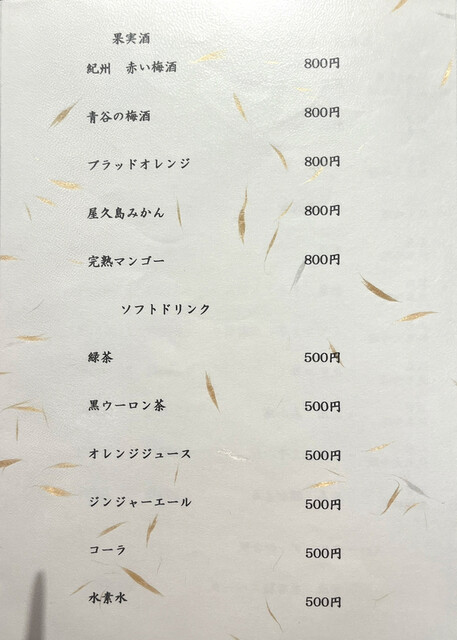 果実酒
紀州 赤い梅酒 800円
青谷の梅酒 800円
ブラッドオレンジ 800円
屋久島みかん 800円
完熟マンゴー 800円
ソフトドリンク
緑茶 500円
黒ウーロン茶 500円
オレンジジュース 500円
ジンジャーエール 500円
コーラ 500円
水素水 500円